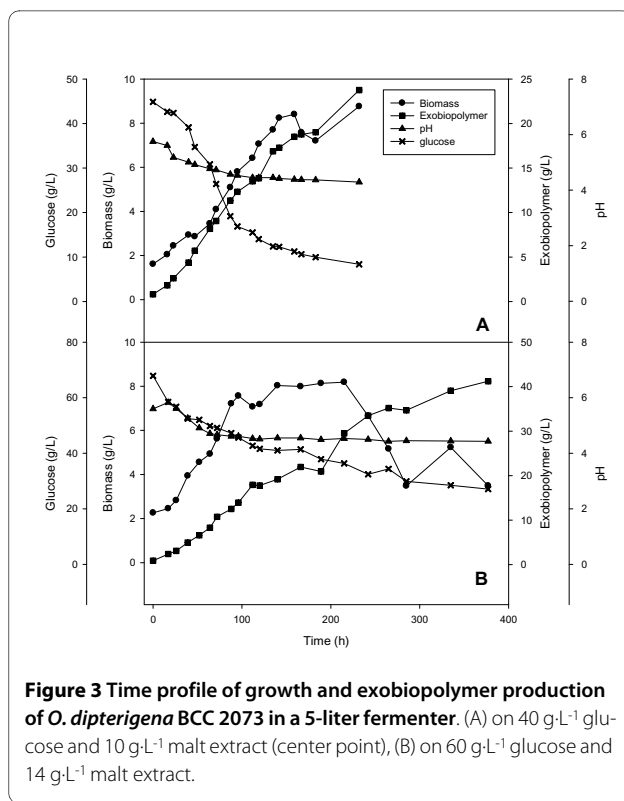 50
40
30
20
10
0
Glucose (g/L)
10
8
6
4
2
0
Biomass (g/L)
Biomass
Exobiopolymer
pH
glucose
A
25
20
15
10
5
0
Exobiopolymer (g/L)
8
6
4
2
0
pH
80
60
40
20
0
Glucose (g/L)
10
8
6
4
2
0
Biomass (g/L)
B
50
40
30
20
10
0
Exobiopolymer (g/L)
8
6
4
2
0
pH
0 100 200 300 400
Time (h)
Figure 3 Time profile of growth and exobiopolymer production
of O. dipterigena BCC 2073 in a 5-liter fermenter. (A) on 40 g·L-1 glu-
cose and 10 g·L-1 malt extract (center point), (B) on 60 g·L-1 glucose and
14 g·L-1 malt extract.